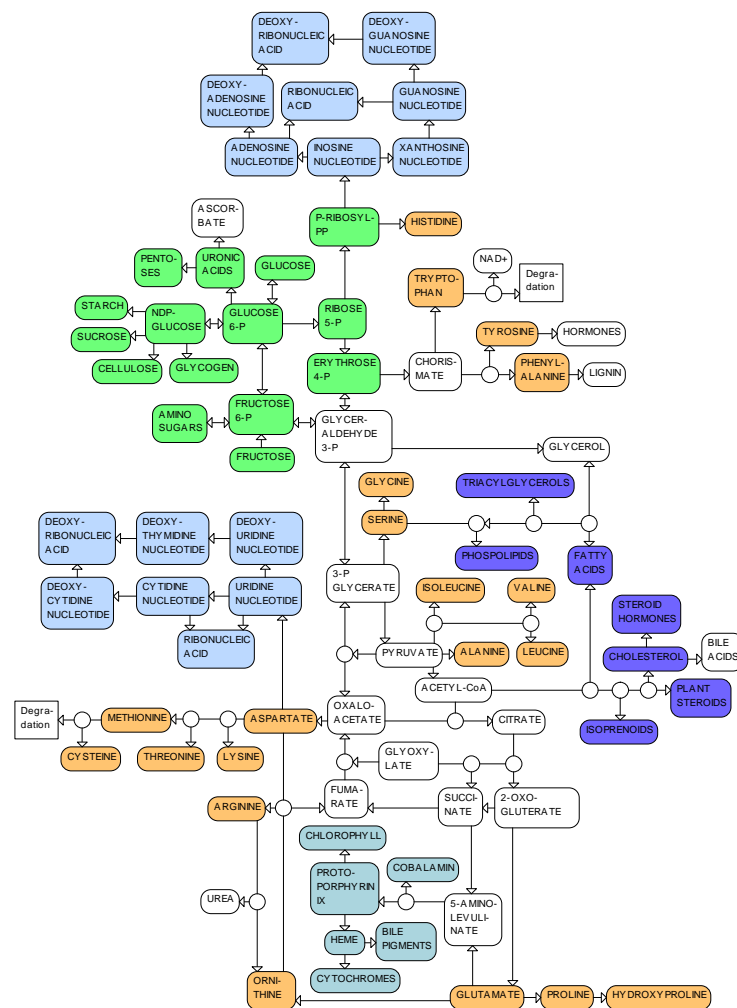 DEOXY-
RIBONUCLEIC
ACID
DEOXY-
GUANOSINE
NUCLEOTIDE
DEOXY-
ADENOSINE
NUCLEOTIDE
RIBONUCLEIC
ACID
GUANOSINE
NUCLEOTIDE
ADENOSINE
NUCLEOTIDE
INOSINE
NUCLEOTIDE
XANTHOSINE
NUCLEOTIDE
ASCOR-
BATE
P-RIBOSYL-
PP
HISTIDINE
PENTO-
SES
URONIC
ACIDS
GLUCOSE
TRYPTO-
PHAN
NAD+
Degra-
dation
STARCH
SUCROSE
NDP-
GLUCOSE
GLUCOSE
6-P
RIBOSE
5-P
TYROSINE
HORMONES
CELLULOSE
GLYCOGEN
ERYTHROSE
4-P
CHORIS-
MATE
PHENYL-
ALANINE
LIGNIN
AMINO
SUGARS
FRUCTOSE
6-P
GLYCER-
ALDEHYDE
3-P
GLYCEROL
FRUCTOSE
GLYCINE
TRIACYLGLYCEROLS
SERINE
DEOXY-
RIBONUCLEIC
ACID
DEOXY-
THYMIDINE
NUCLEOTIDE
DEOXY-
URIDINE
NUCLEOTIDE
PHOSPOLIPIDS
FATTY
ACIDS
DEOXY-
CYTIDINE
NUCLEOTIDE
CYTIDINE
NUCLEOTIDE
URIDINE
NUCLEOTIDE
3-P
GLYCERATE
ISOLEUCINE
VALINE
STEROID
HORMONES
RIBONUCLEIC
ACID
PYRUVATE
ALANINE
LEUCINE
CHOLESTEROL
BILE
ACIDS
ACETYL-CoA
PLANT
STEROIDS
Degra-
dation
METHIONINE
ASPARTATE
OXALO-
ACETATE
CITRATE
ISOPRENOIDS
CYSTEINE
THREONINE
LYSINE
GLYOXY-
LATE
ARGININE
FUMA-
RATE
SUCCI-
NATE
2-OXO-
GLUTERATE
CHLOROPHYLL
PROTO-
PORPHYRIN
IX
COBALAMIN
UREA
5-AMINO-
LEVULI-
NATE
HEME
BILE
PIGMENTS
ORNI-
THINE
CYTOCHROMES
GLUTAMATE
PROLINE
HYDROXYPROLINE